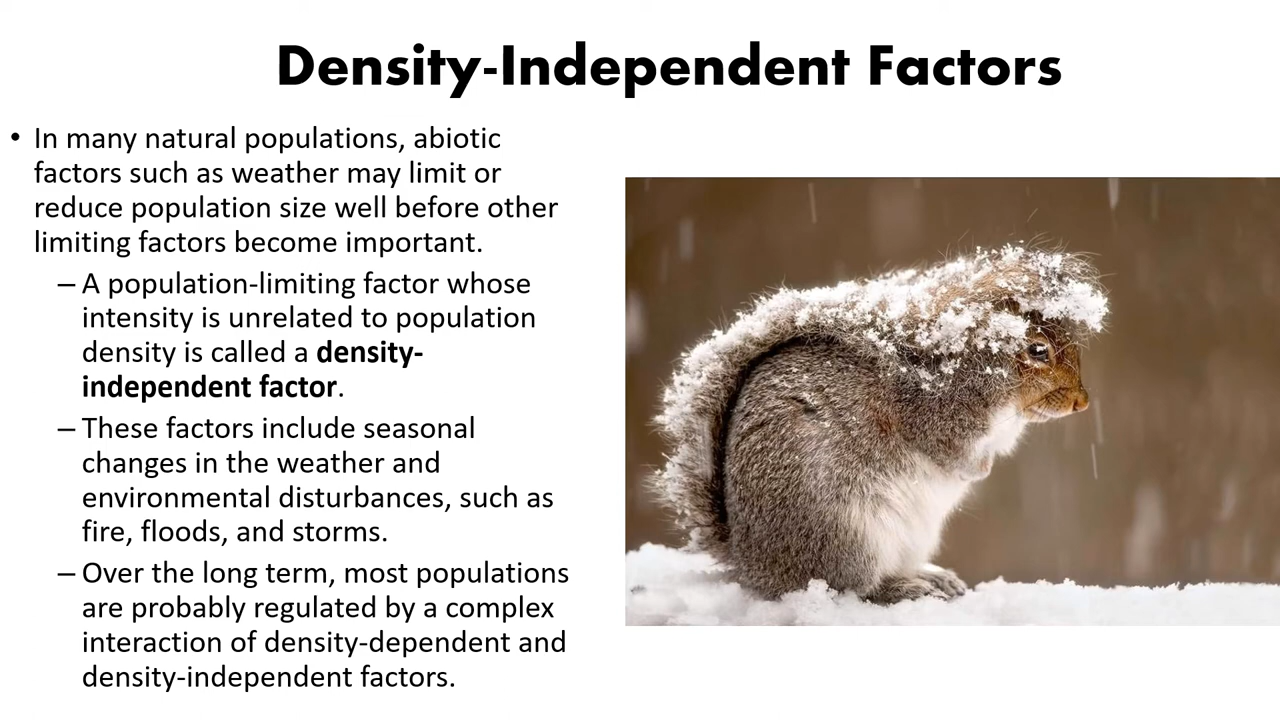 Density-Independent Factors
• In many natural populations, abiotic
factors such as weather may limit or
reduce population size well before other
limiting factors become important.
– A population-limiting factor whose
intensity is unrelated to population
density is called a density-
independent factor.
– These factors include seasonal
changes in the weather and
environmental disturbances, such as
fire, floods, and storms.
– Over the long term, most populations
are probably regulated by a complex
interaction of density-dependent and
density-independent factors.